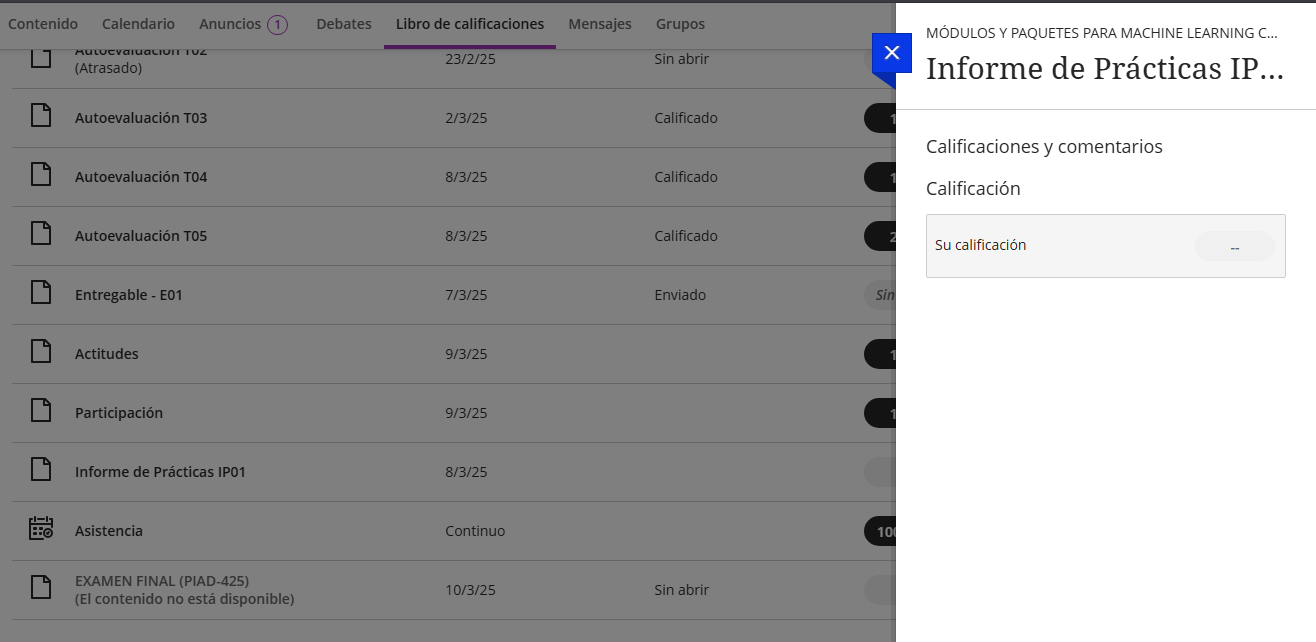 Contenido Calendario Anuncios 1 Debates Libro de calificaciones Mensajes Grupos
Autoevaluación T02
(Atrasado) 23/2/25 Sin abrir
Autoevaluación T03 2/3/25 Calificado 1
Autoevaluación T04 8/3/25 Calificado 1
Autoevaluación T05 8/3/25 Calificado 2
Entregable - E01 7/3/25 Enviado Sin
Actitudes 9/3/25 1
Participación 9/3/25 1
Informe de Prácticas IP01 8/3/25
Asistencia Continuo 100
EXAMEN FINAL (PIAD-425)
(El contenido no está disponible) 10/3/25 Sin abrir
MÓDULOS Y PAQUETES PARA MACHINE LEARNING C...
Informe de Prácticas IP...
Calificaciones y comentarios
Calificación
Su calificación --